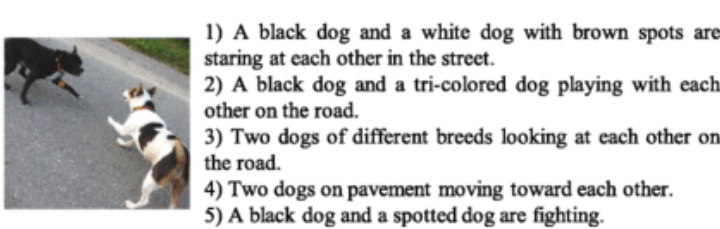 1) A black dog and a white dog with brown spots are
staring at each other in the street.
2) A black dog and a tri-colored dog playing with each
other on the road.
3) Two dogs of different breeds looking at each other on
the road.
4) Two dogs on pavement moving toward each other.
5) A black dog and a spotted dog are fighting.